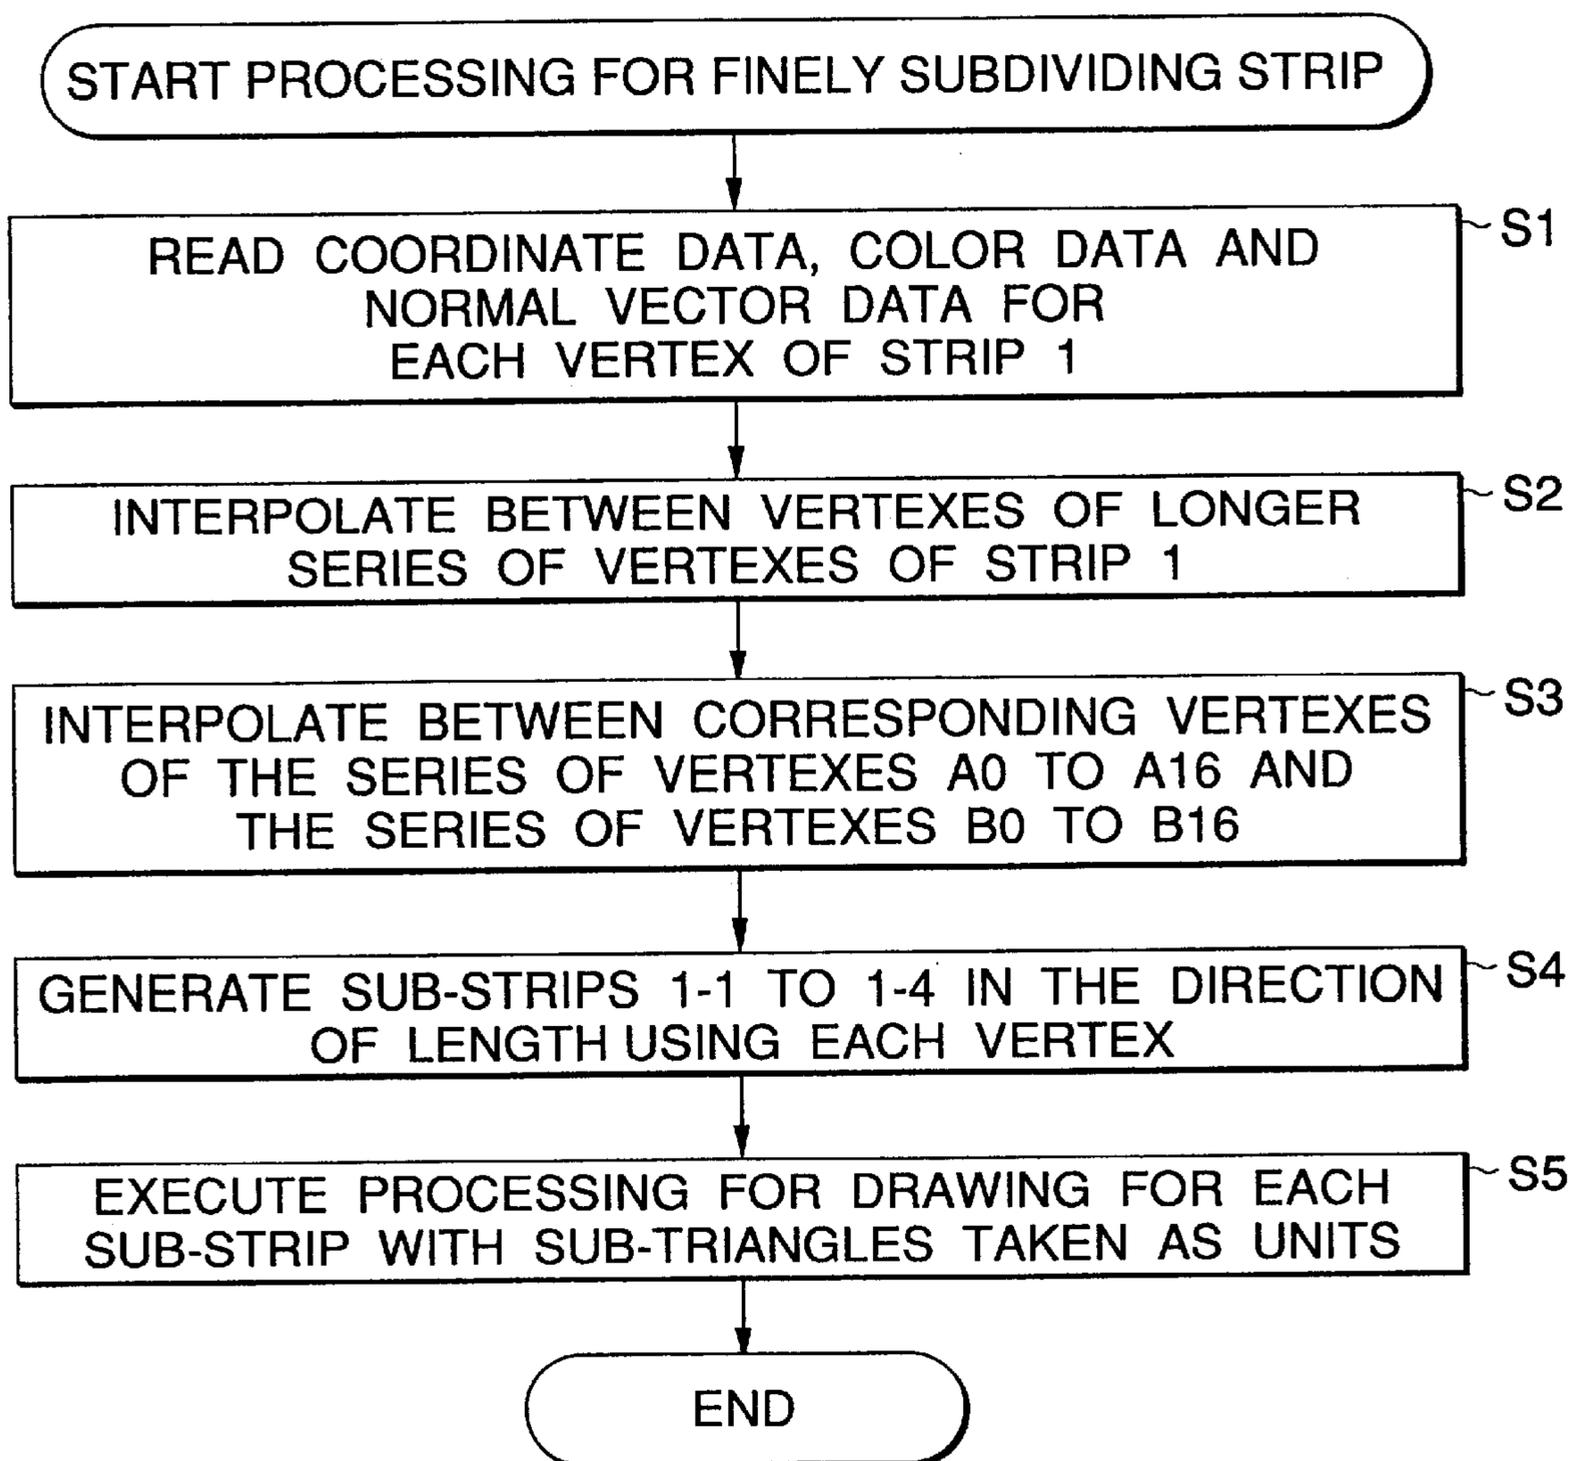 START PROCESSING FOR FINELY SUBDIVIDING STRIP
S1
READ COORDINATE DATA, COLOR DATA AND
NORMAL VECTOR DATA FOR
EACH VERTEX OF STRIP 1
S2
INTERPOLATE BETWEEN VERTEXES OF LONGER
SERIES OF VERTEXES OF STRIP 1
S3
INTERPOLATE BETWEEN CORRESPONDING VERTEXES
OF THE SERIES OF VERTEXES A0 TO A16 AND
THE SERIES OF VERTEXES B0 TO B16
S4
GENERATE SUB-STRIPS 1-1 TO 1-4 IN THE DIRECTION
OF LENGTH USING EACH VERTEX
S5
EXECUTE PROCESSING FOR DRAWING FOR EACH
SUB-STRIP WITH SUB-TRIANGLES TAKEN AS UNITS
END